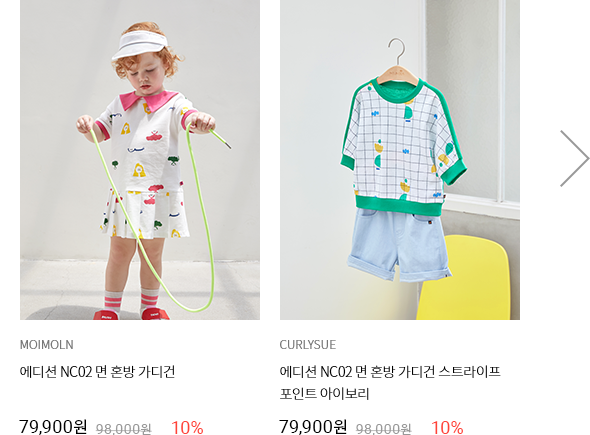 MOIMOLN
에디션 NC02 면 혼방 가디건
79,900원 98,000원 10%
CURLYSUE
에디션 NC02 면 혼방 가디건 스트라이프
포인트 아이보리
79,900원 98,000원 10%